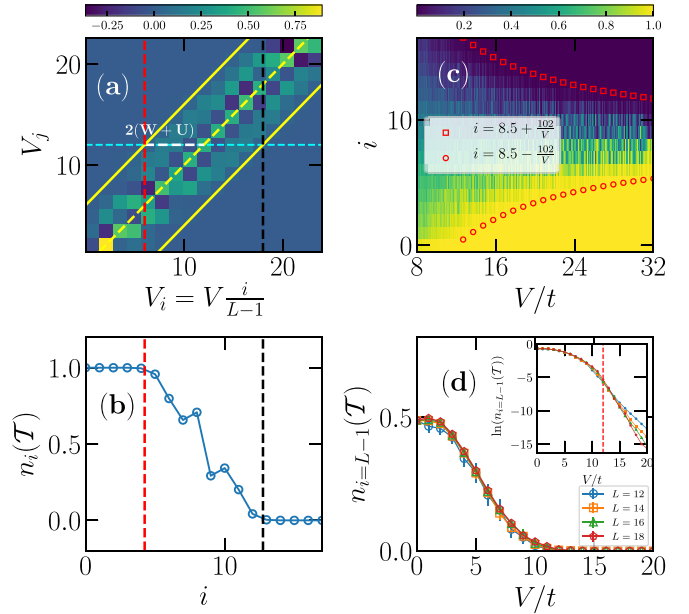 −0.25 0.00 0.25 0.50 0.75
(a)
V_j
20
10
2(W + U)
10 20
V_i = V i/(L−1)
0.2 0.4 0.6 0.8 1.0
(c)
i
10
0
i = 8.5 + 102/V
i = 8.5 − 102/V
8 16 24 32
V/t
(b)
n_i(𝒯)
1.0
0.5
0.0
0 10
i
(d)
n_{i=L−1}(𝒯)
0.5
0.0
0 5 10 15 20
V/t
ln(n_{i=L−1}(𝒯))
0
−5
−10
−15
0 5 10 15 20
V/t
L = 12
L = 14
L = 16
L = 18